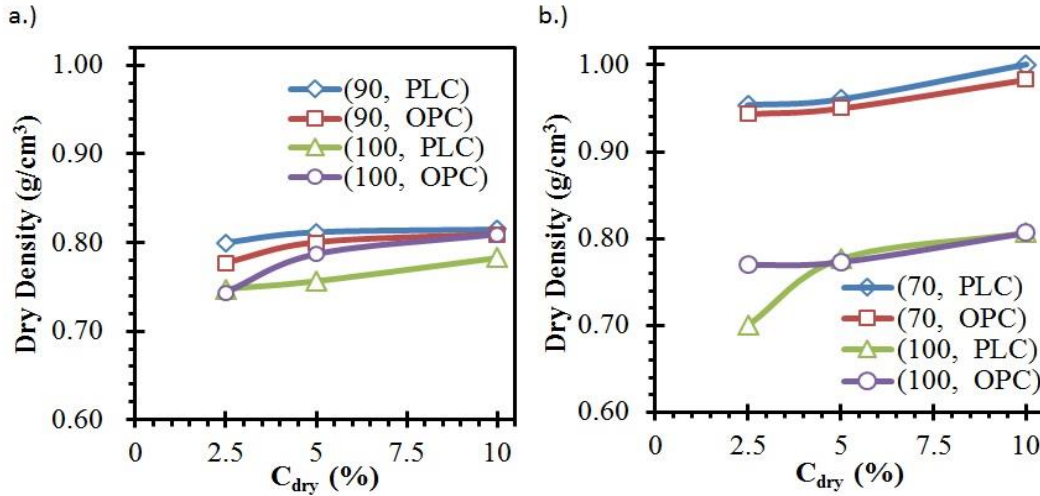 a.)
Dry Density (g/cm³)
1.00
0.90
0.80
0.70
0.60
(90, PLC)
(90, OPC)
(100, PLC)
(100, OPC)
0 2.5 5 7.5 10
C_dry (%)
b.)
Dry Density (g/cm³)
1.00
0.90
0.80
0.70
0.60
(70, PLC)
(70, OPC)
(100, PLC)
(100, OPC)
0 2.5 5 7.5 10
C_dry (%)